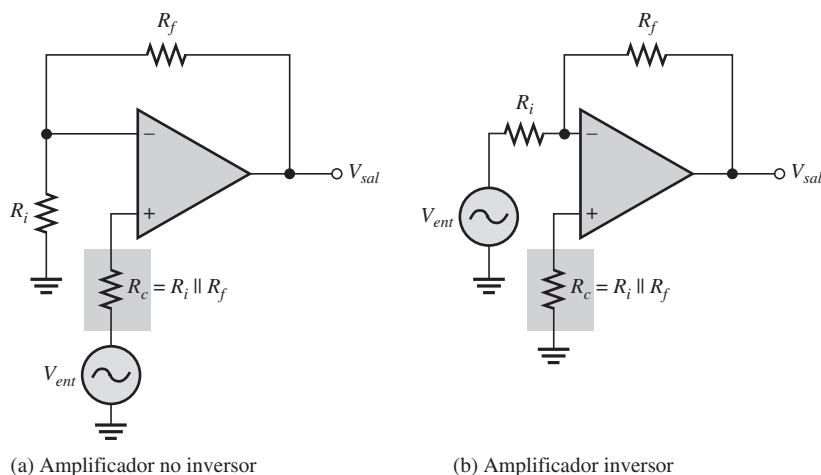 R_f
−
+
V_sal
R_i
R_c = R_i || R_f
V_ent
(a) Amplificador no inversor
R_f
R_i
−
+
V_sal
V_ent
R_c = R_i || R_f
(b) Amplificador inversor